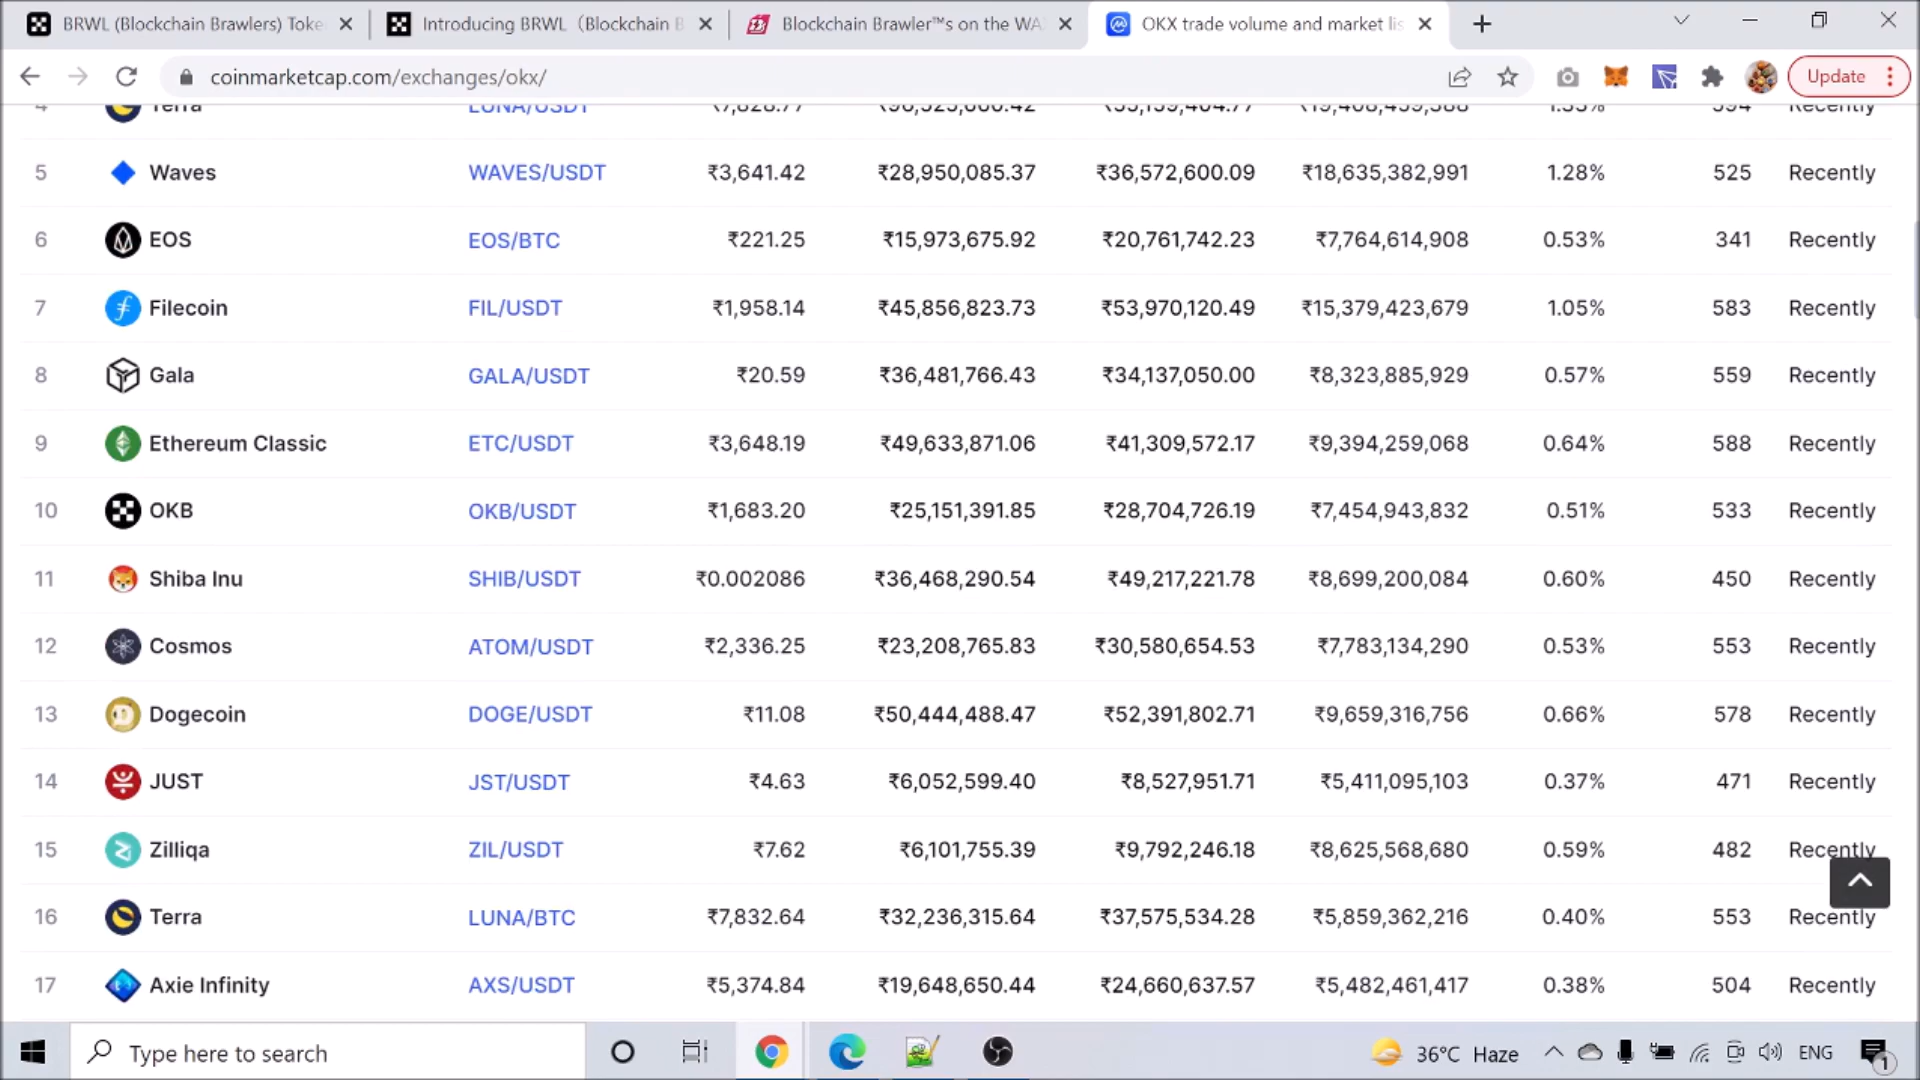 BRWL (Blockchain Brawlers) Toke
Introducing BRWL (Blockchain B
Blockchain Brawler™s on the WA
OKX trade volume and market lis
coinmarketcap.com/exchanges/okx/
Update
4 Terra LUNA/USDT
5 Waves WAVES/USDT ₹3,641.42 ₹28,950,085.37 ₹36,572,600.09 ₹18,635,382,991 1.28% 525 Recently
6 EOS EOS/BTC ₹221.25 ₹15,973,675.92 ₹20,761,742.23 ₹7,764,614,908 0.53% 341 Recently
7 Filecoin FIL/USDT ₹1,958.14 ₹45,856,823.73 ₹53,970,120.49 ₹15,379,423,679 1.05% 583 Recently
8 Gala GALA/USDT ₹20.59 ₹36,481,766.43 ₹34,137,050.00 ₹8,323,885,929 0.57% 559 Recently
9 Ethereum Classic ETC/USDT ₹3,648.19 ₹49,633,871.06 ₹41,309,572.17 ₹9,394,259,068 0.64% 588 Recently
10 OKB OKB/USDT ₹1,683.20 ₹25,151,391.85 ₹28,704,726.19 ₹7,454,943,832 0.51% 533 Recently
11 Shiba Inu SHIB/USDT ₹0.002086 ₹36,468,290.54 ₹49,217,221.78 ₹8,699,200,084 0.60% 450 Recently
12 Cosmos ATOM/USDT ₹2,336.25 ₹23,208,765.83 ₹30,580,654.53 ₹7,783,134,290 0.53% 553 Recently
13 Dogecoin DOGE/USDT ₹11.08 ₹50,444,488.47 ₹52,391,802.71 ₹9,659,316,756 0.66% 578 Recently
14 JUST JST/USDT ₹4.63 ₹6,052,599.40 ₹8,527,951.71 ₹5,411,095,103 0.37% 471 Recently
15 Zilliqa ZIL/USDT ₹7.62 ₹6,101,755.39 ₹9,792,246.18 ₹8,625,568,680 0.59% 482 Recently
16 Terra LUNA/BTC ₹7,832.64 ₹32,236,315.64 ₹37,575,534.28 ₹5,859,362,216 0.40% 553 Recently
17 Axie Infinity AXS/USDT ₹5,374.84 ₹19,648,650.44 ₹24,660,637.57 ₹5,482,461,417 0.38% 504 Recently
Type here to search
36°C Haze
ENG
1